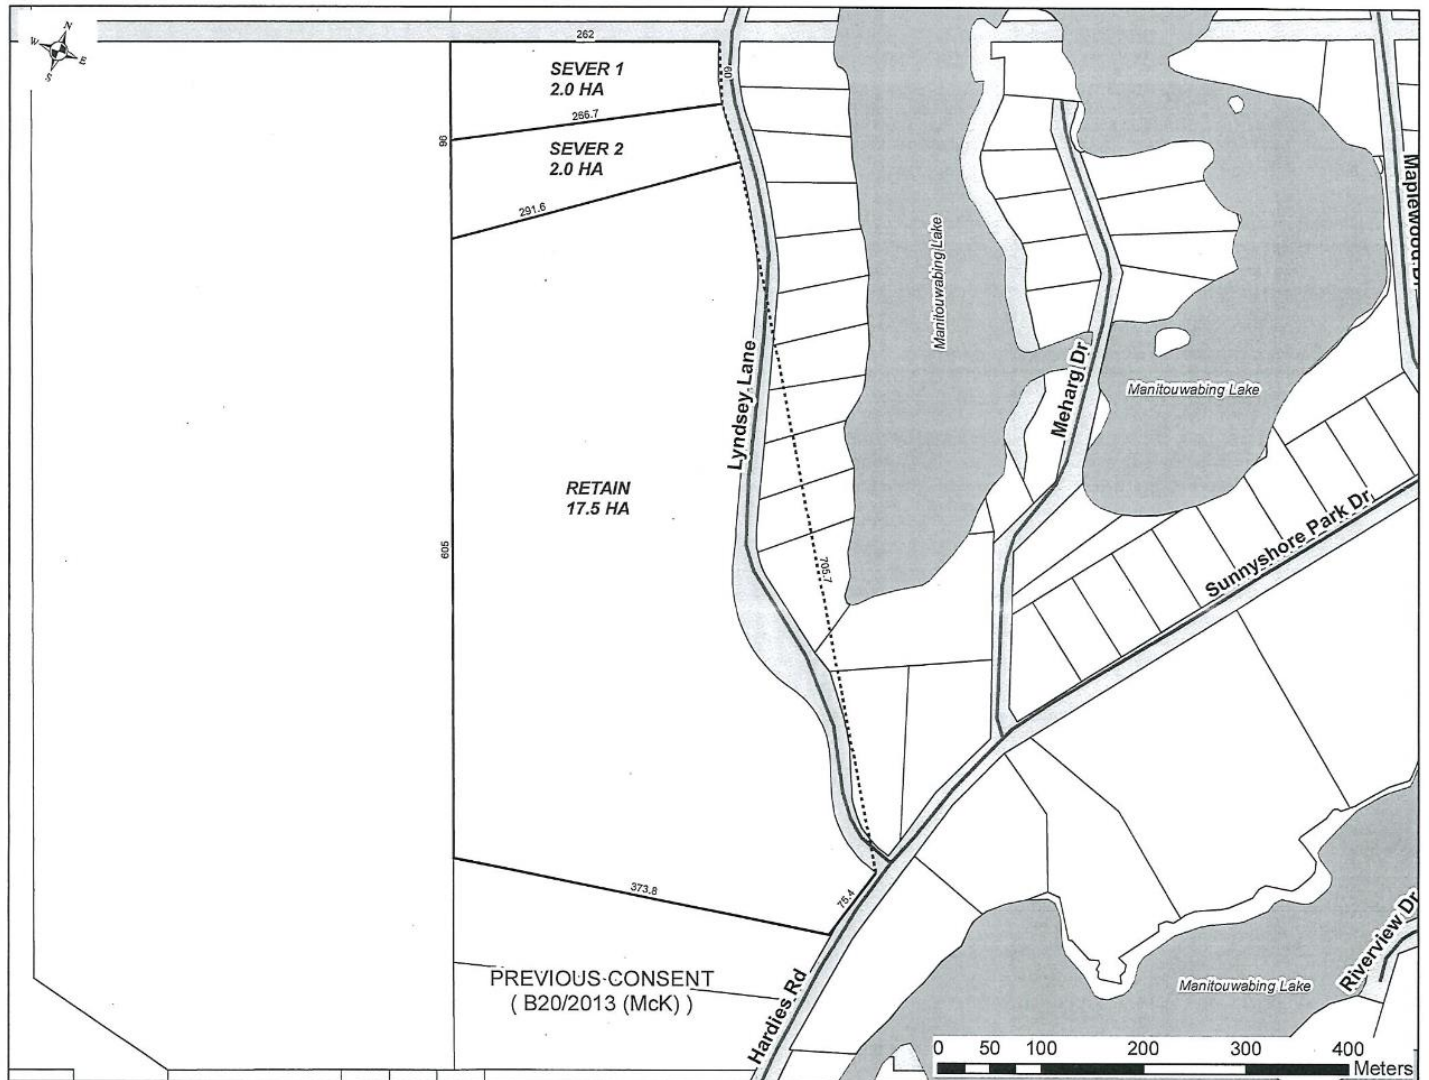 N
W
E
S
262
SEVER 1
2.0 HA
60
266.7
96
SEVER 2
2.0 HA
291.6
Manitouwabing Lake
Maplewood Dr
Lyndsey Lane
Meharg Dr
Manitouwabing Lake
RETAIN
17.5 HA
605
705.7
Sunnyshore Park Dr
373.8
75.4
PREVIOUS CONSENT
( B20/2013 (McK) )
Hardies Rd
Manitouwabing Lake
Riverview Dr
0 50 100 200 300 400
Meters